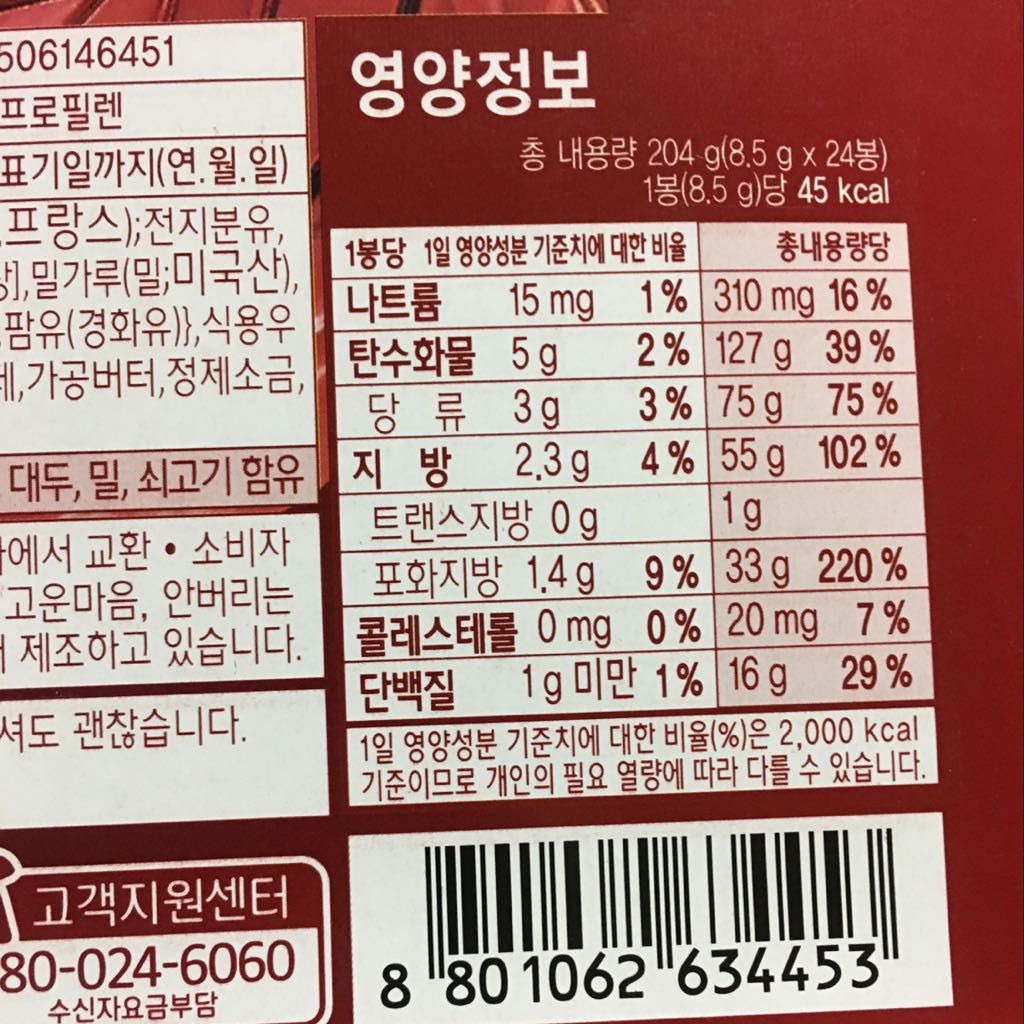 506146451
프로필렌
표기일까지(연.월.일)
프랑스);전지분유,
밀가루(밀;미국산),
팜유(경화유)},식용우
가공버터,정제소금,
대두, 밀, 쇠고기 함유
에서 교환 • 소비자
고운마음, 안버리는
제조하고 있습니다.
셔도 괜찮습니다.
고객지원센터
80-024-6060
수신자요금부담
영양정보
총 내용량 204 g(8.5 g x 24봉)
1봉(8.5 g)당 45 kcal
1봉당 1일 영양성분 기준치에 대한 비율 총내용량당
나트륨 15 mg 1 % 310 mg 16 %
탄수화물 5 g 2 % 127 g 39 %
당 류 3 g 3 % 75 g 75 %
지 방 2.3 g 4 % 55 g 102 %
트랜스지방 0 g 1 g
포화지방 1.4 g 9 % 33 g 220 %
콜레스테롤 0 mg 0 % 20 mg 7 %
단백질 1 g 미만 1 % 16 g 29 %
1일 영양성분 기준치에 대한 비율(%)은 2,000 kcal
기준이므로 개인의 필요 열량에 따라 다를 수 있습니다.
8 801062 634453